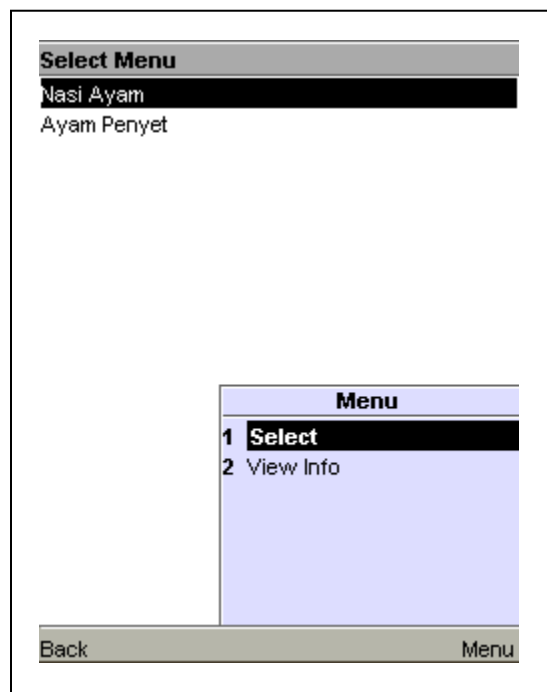 Select Menu
Nasi Ayam
Ayam Penyet
Menu
1 Select
2 View Info
Back Menu